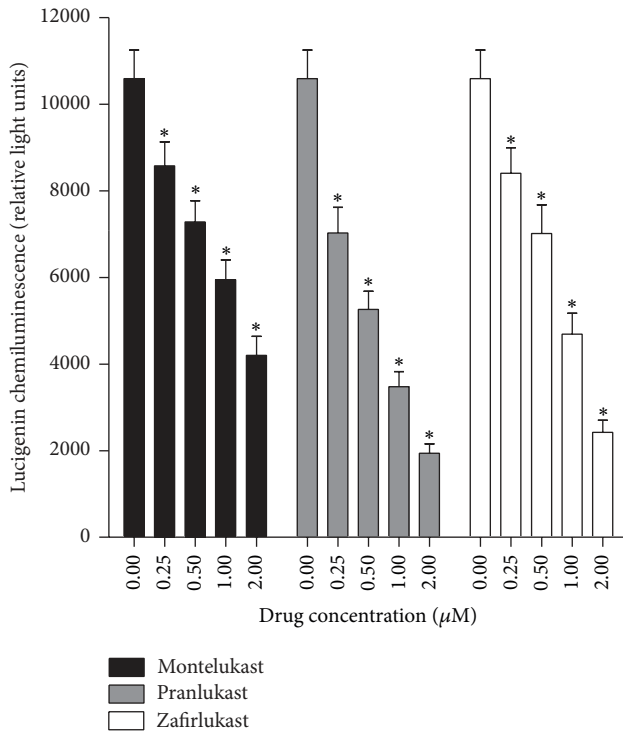 Lucigenin chemiluminescence (relative light units)
12000
10000
8000
6000
4000
2000
0
* * * *
* * * *
* * * *
0.00 0.25 0.50 1.00 2.00 0.00 0.25 0.50 1.00 2.00 0.00 0.25 0.50 1.00 2.00
Drug concentration (μM)
Montelukast
Pranlukast
Zafirlukast